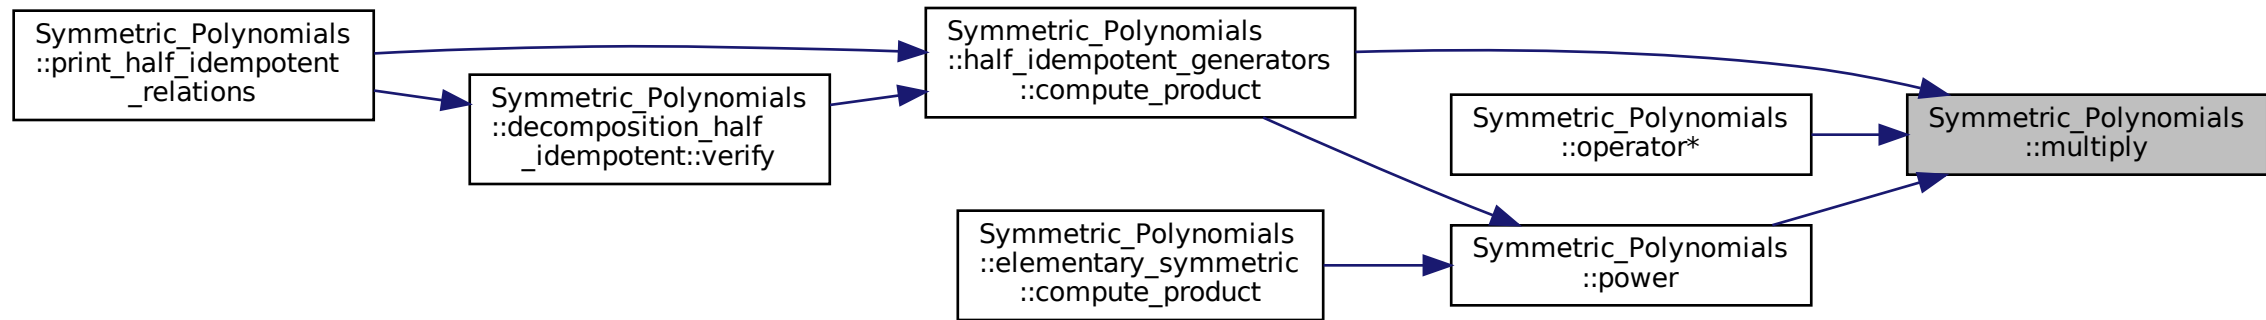 Symmetric_Polynomials
::print_half_idempotent
_relations
Symmetric_Polynomials
::decomposition_half
_idempotent::verify
Symmetric_Polynomials
::half_idempotent_generators
::compute_product
Symmetric_Polynomials
::elementary_symmetric
::compute_product
Symmetric_Polynomials
::operator*
Symmetric_Polynomials
::power
Symmetric_Polynomials
::multiply